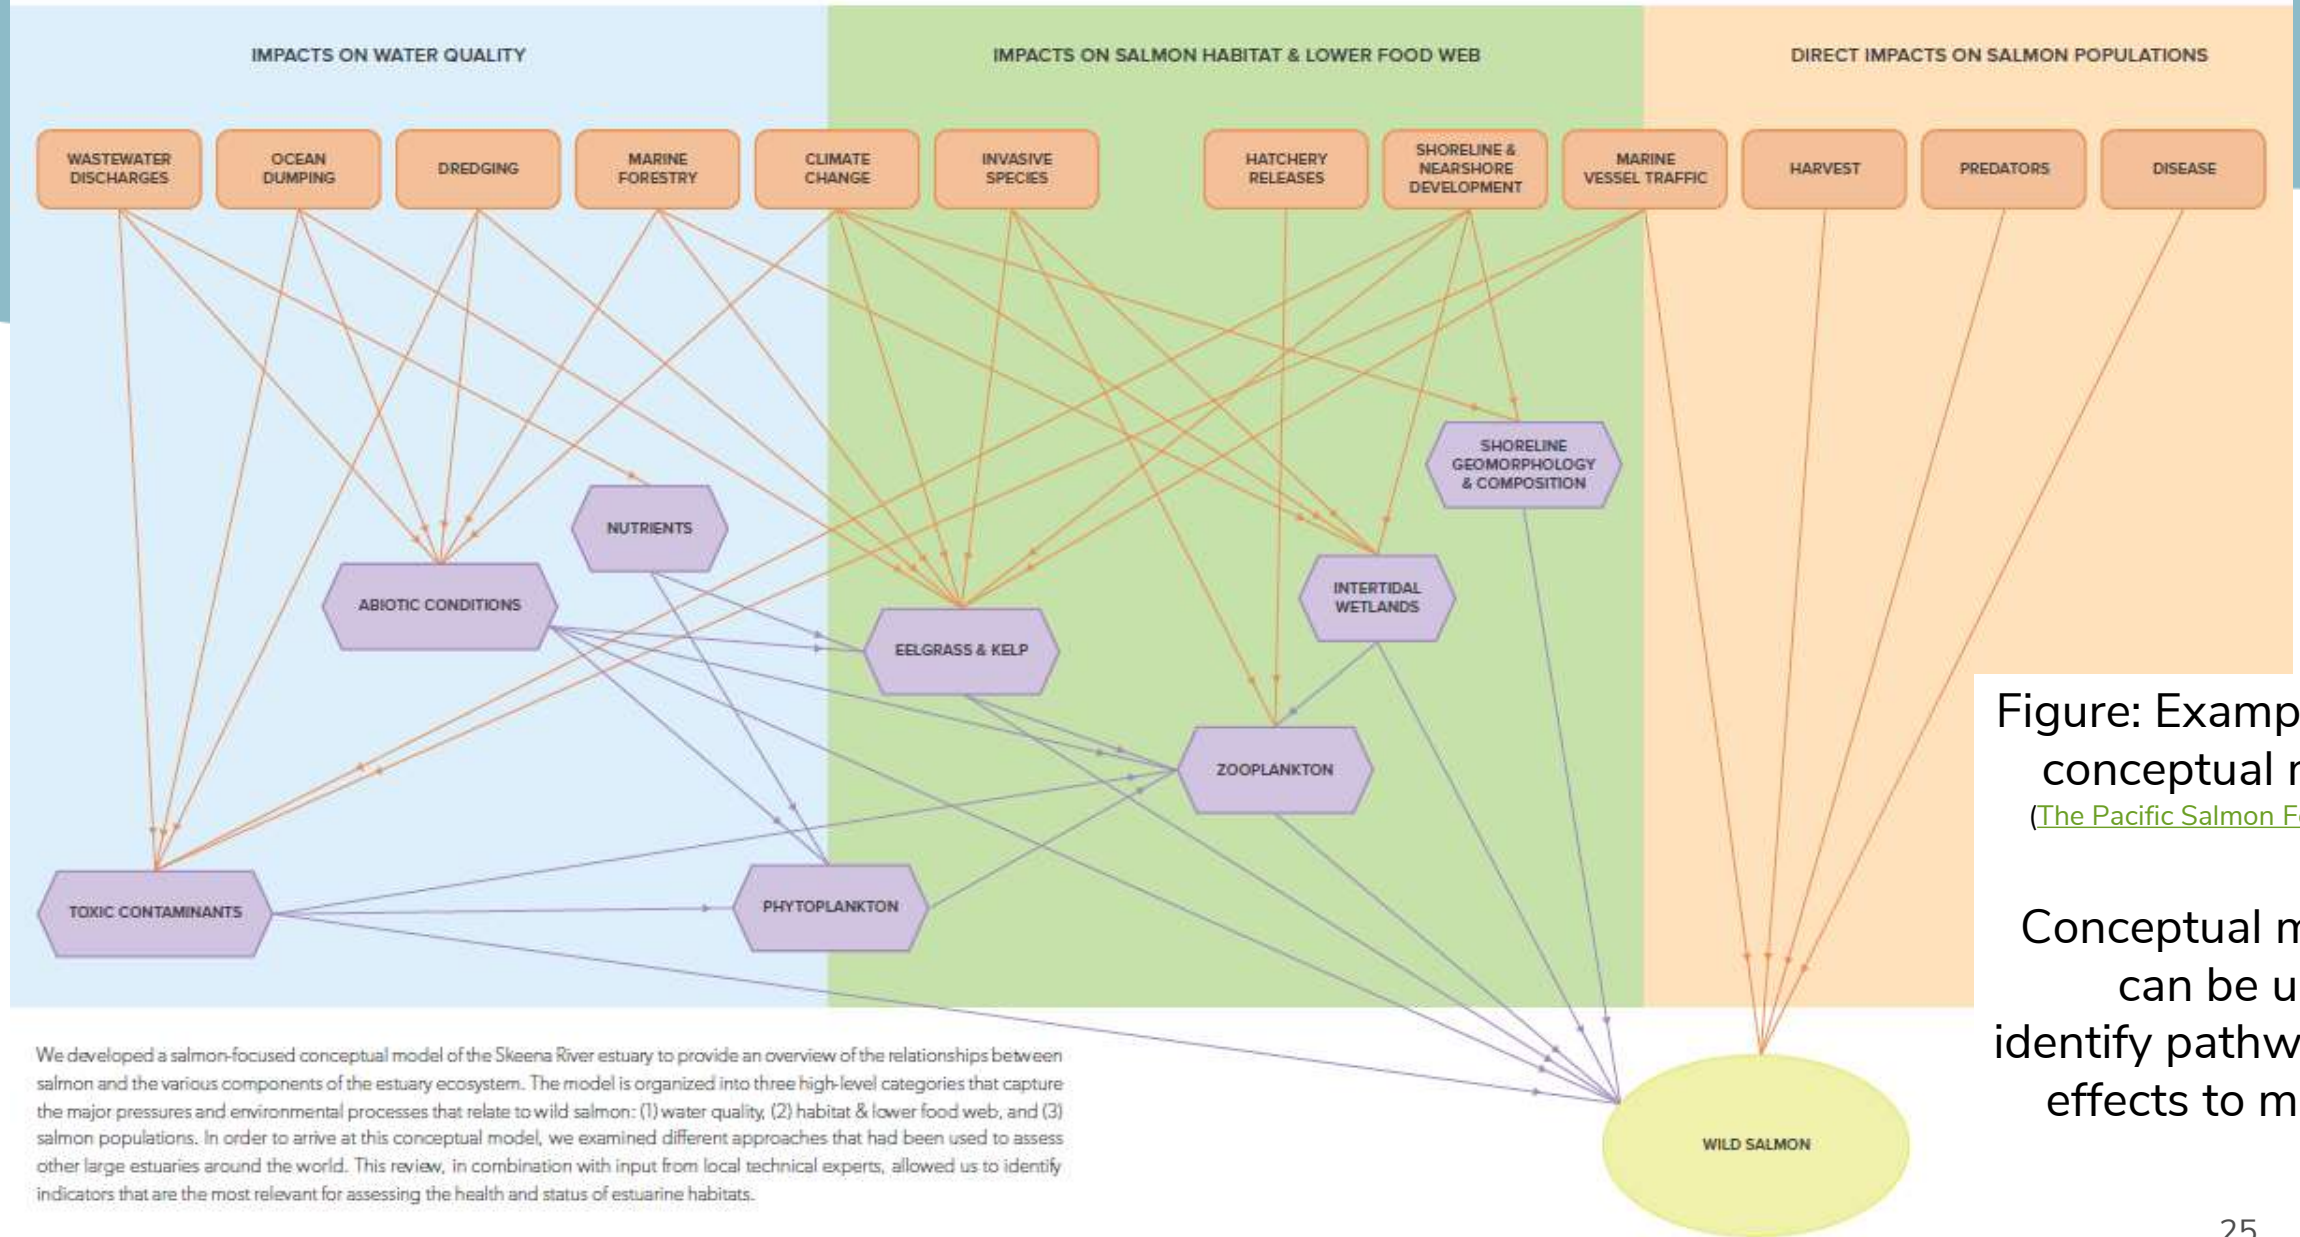 IMPACTS ON WATER QUALITY
IMPACTS ON SALMON HABITAT & LOWER FOOD WEB
DIRECT IMPACTS ON SALMON POPULATIONS
WASTEWATER
DISCHARGES
OCEAN
DUMPING
DREDGING
MARINE
FORESTRY
CLIMATE
CHANGE
INVASIVE
SPECIES
HATCHERY
RELEASES
SHORELINE &
NEARSHORE
DEVELOPMENT
MARINE
VESSEL TRAFFIC
HARVEST
PREDATORS
DISEASE
SHORELINE
GEOMORPHOLOGY
& COMPOSITION
NUTRIENTS
ABIOTIC CONDITIONS
INTERTIDAL
WETLANDS
EELGRASS & KELP
ZOOPLANKTON
TOXIC CONTAMINANTS
PHYTOPLANKTON
WILD SALMON
Figure: Examp
conceptual
(The Pacific Salmon
Conceptual
can be u
identify pathw
effects to m
We developed a salmon-focused conceptual model of the Skeena River estuary to provide an overview of the relationships between
salmon and the various components of the estuary ecosystem. The model is organized into three high-level categories that capture
the major pressures and environmental processes that relate to wild salmon: (1) water quality, (2) habitat & lower food web, and (3)
salmon populations. In order to arrive at this conceptual model, we examined different approaches that had been used to assess
other large estuaries around the world. This review, in combination with input from local technical experts, allowed us to identify
indicators that are the most relevant for assessing the health and status of estuarine habitats.
25